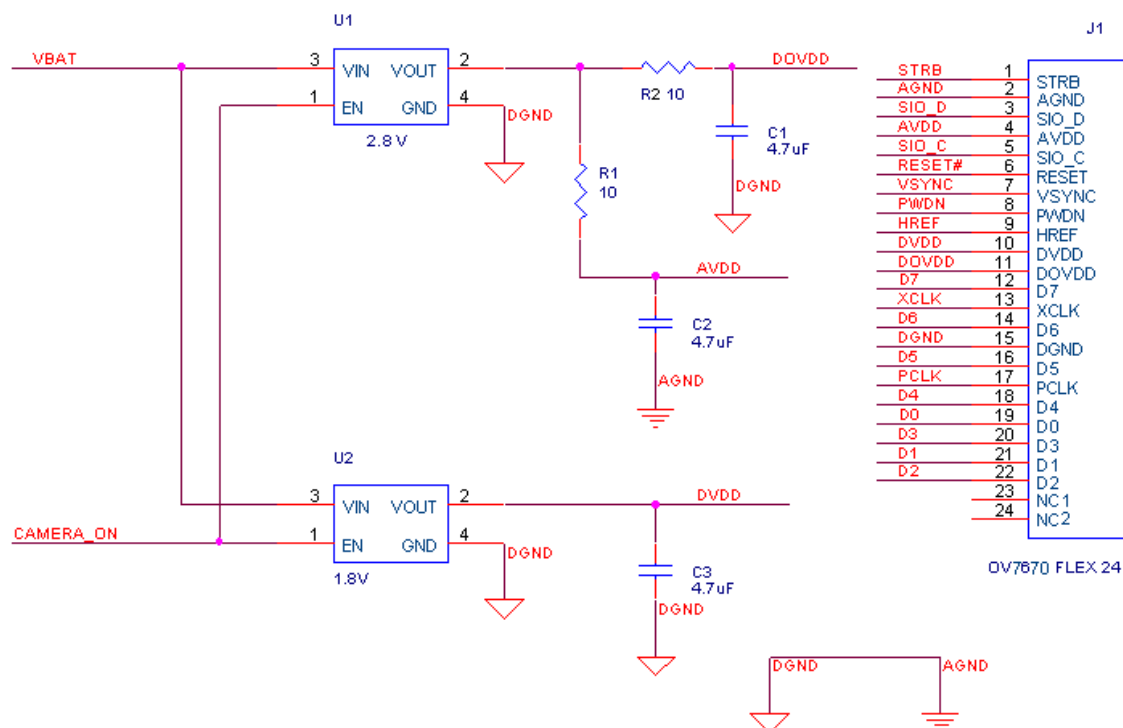 U1
J1
VBAT
3
VIN
VOUT
2
1
EN
GND
4
DGND
2.8 V
R2 10
DOVDD
C1
4.7uF
DGND
R1
10
AVDD
C2
4.7uF
AGND
U2
3
VIN
VOUT
2
DVDD
CAMERA_ON
1
EN
GND
4
DGND
1.8V
C3
4.7uF
DGND
DGND
AGND
STRB 1 STRB
AGND 2 AGND
SIO_D 3 SIO_D
AVDD 4 AVDD
SIO_C 5 SIO_C
RESET# 6 RESET
VSYNC 7 VSYNC
PWDN 8 PWDN
HREF 9 HREF
DVDD 10 DVDD
DOVDD 11 DOVDD
D7 12 D7
XCLK 13 XCLK
D6 14 D6
DGND 15 DGND
D5 16 D5
PCLK 17 PCLK
D4 18 D4
D0 19 D0
D3 20 D3
D1 21 D1
D2 22 D2
23 NC1
24 NC2
OV7670 FLEX 24